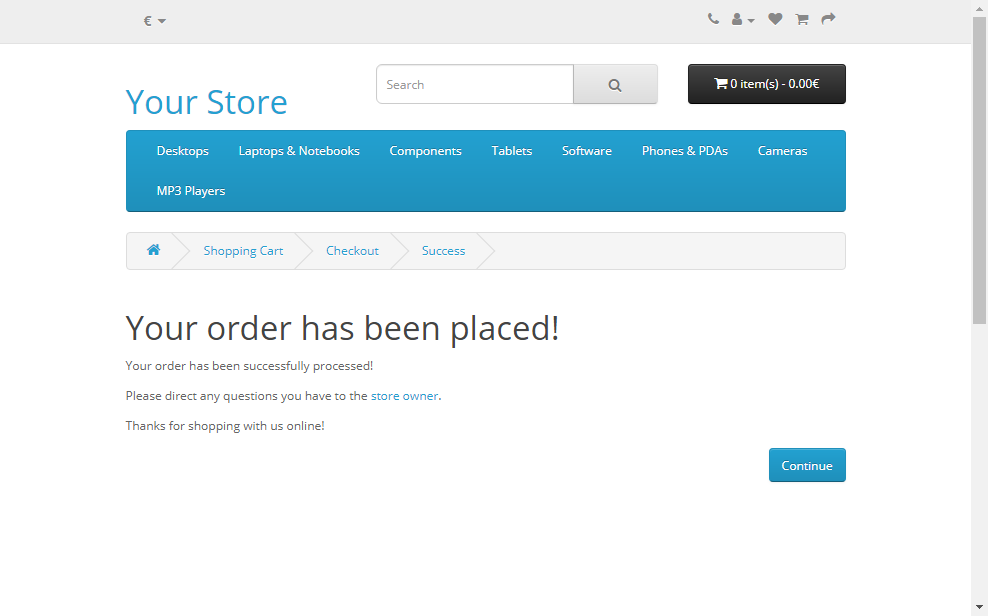 €
Your Store
Search
0 item(s) - 0.00€
Desktops
Laptops & Notebooks
Components
Tablets
Software
Phones & PDAs
Cameras
MP3 Players
Shopping Cart
Checkout
Success
Your order has been placed!
Your order has been successfully processed!
Please direct any questions you have to the store owner.
Thanks for shopping with us online!
Continue